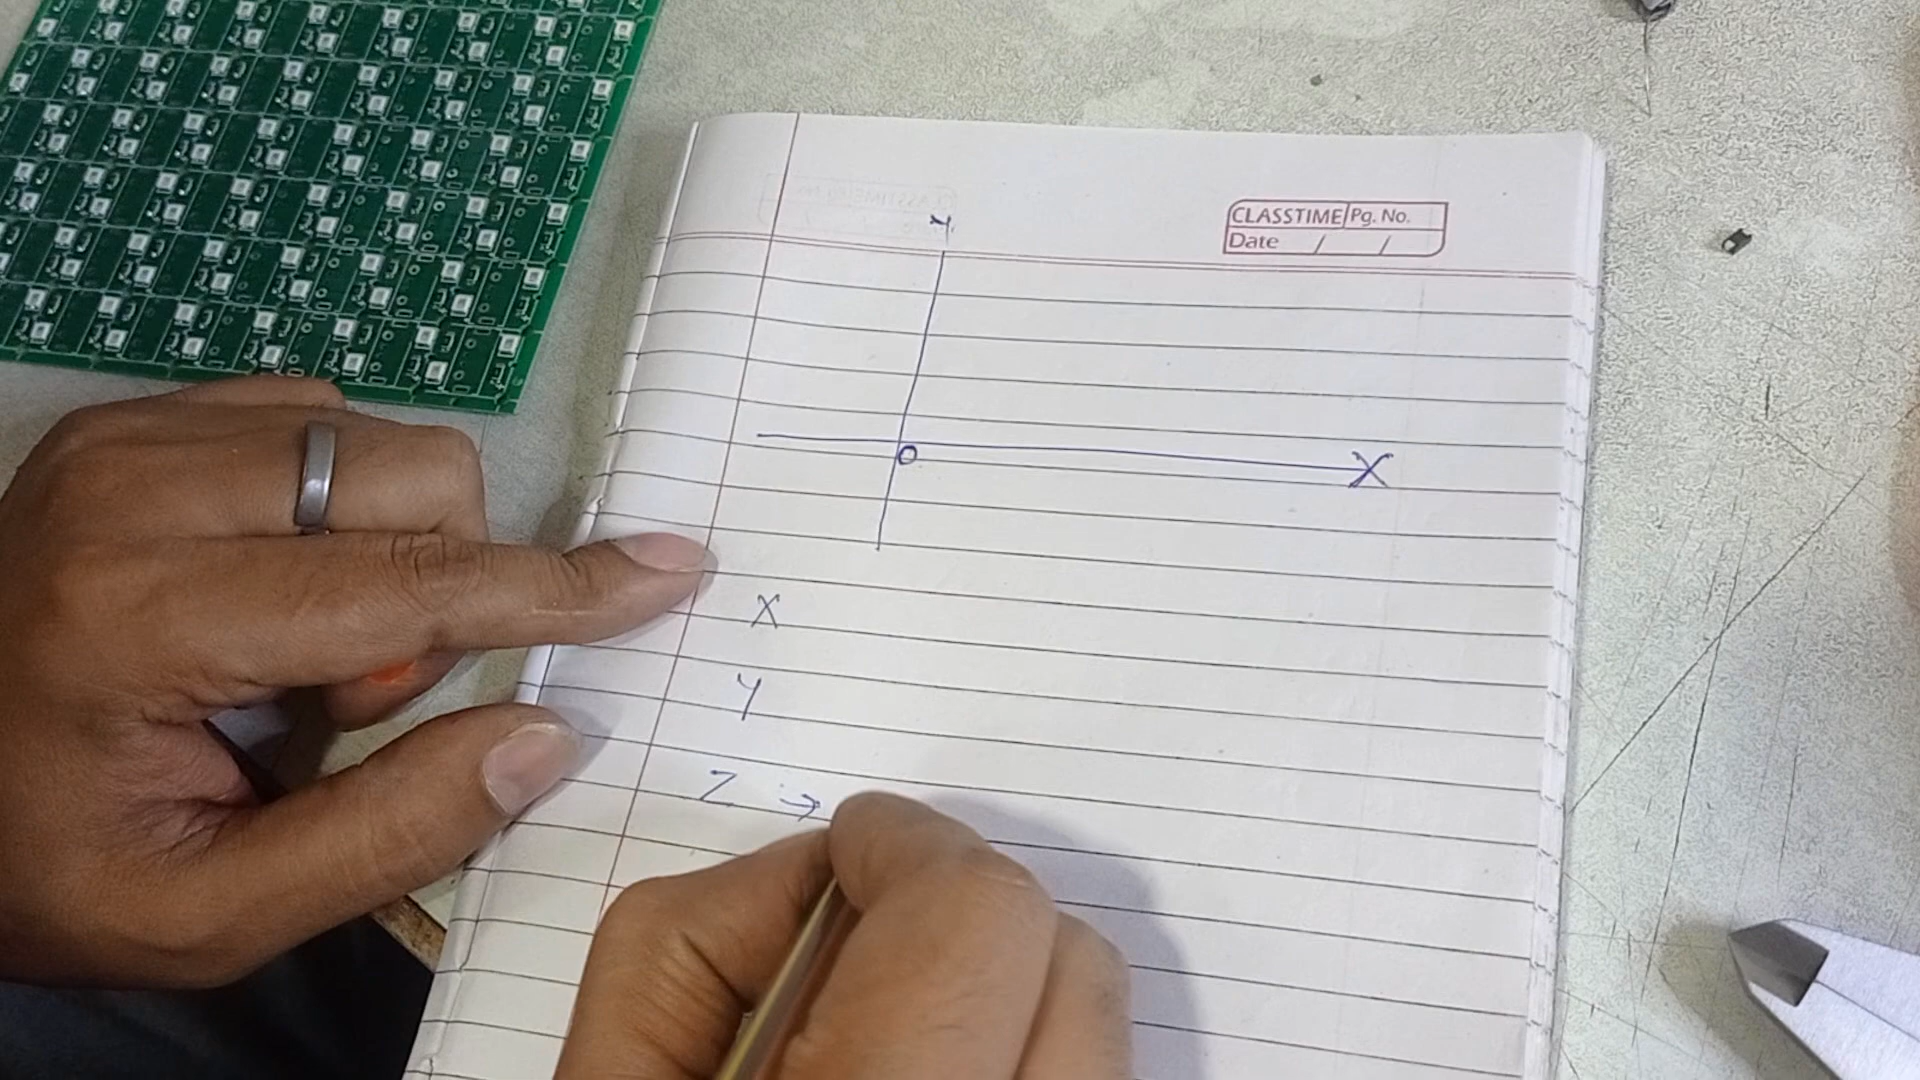 CLASSTIME Pg. No.
Date / /
Y
O
X
X
Y
Z →